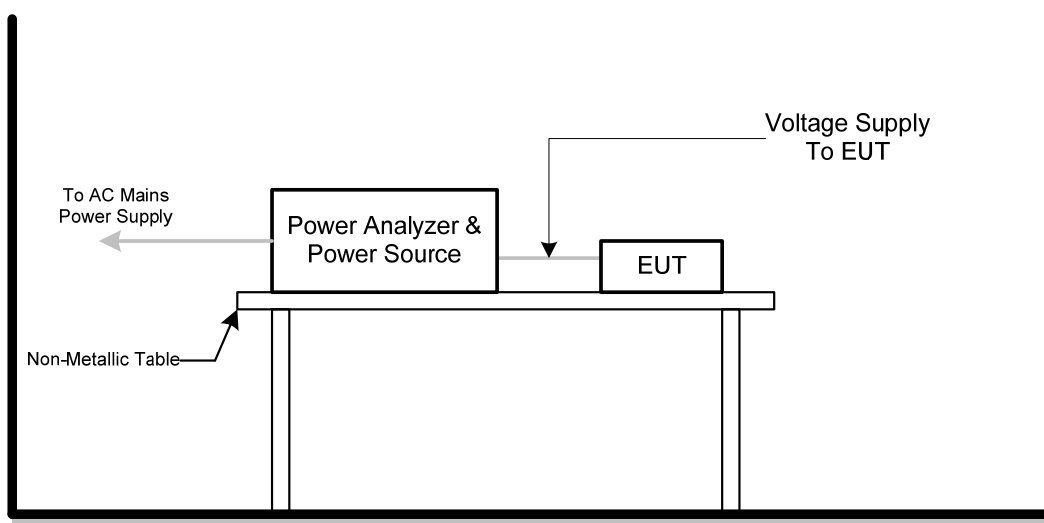 Voltage Supply
To EUT
To AC Mains
Power Supply
Power Analyzer &
Power Source
EUT
Non-Metallic Table